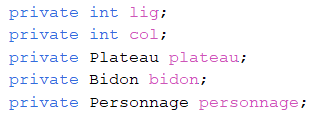 private int lig;
private int col;
private Plateau plateau;
private Bidon bidon;
private Personnage personnage;